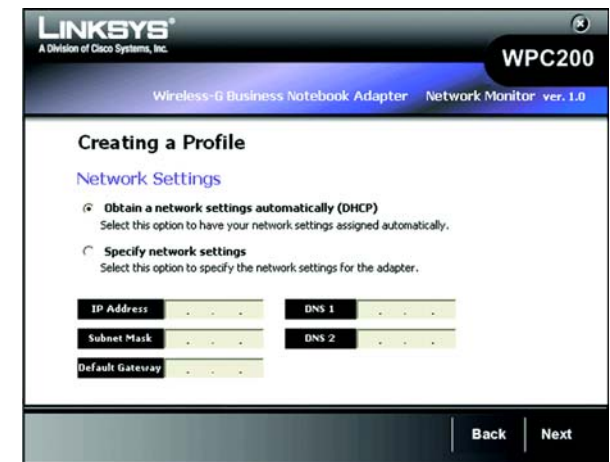 LINKSYS®
A Division of Cisco Systems, Inc.
WPC200
Wireless-G Business Notebook Adapter Network Monitor ver. 1.0
Creating a Profile
Network Settings
Obtain a network settings automatically (DHCP)
Select this option to have your network settings assigned automatically.
Specify network settings
Select this option to specify the network settings for the adapter.
IP Address . . . DNS 1 . . .
Subnet Mask . . . DNS 2 . . .
Default Gatesray . . .
Back Next